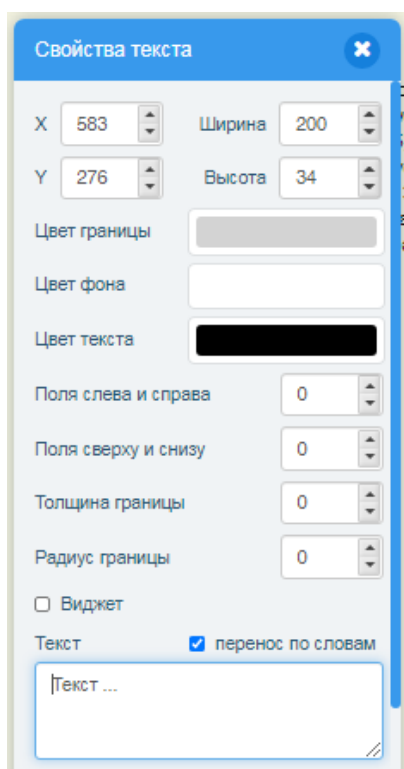 Свойства текста
X 583 Ширина 200
Y 276 Высота 34
Цвет границы
Цвет фона
Цвет текста
Поля слева и справа 0
Поля сверху и снизу 0
Толщина границы 0
Радиус границы 0
Виджет
Текст перенос по словам
Текст ...